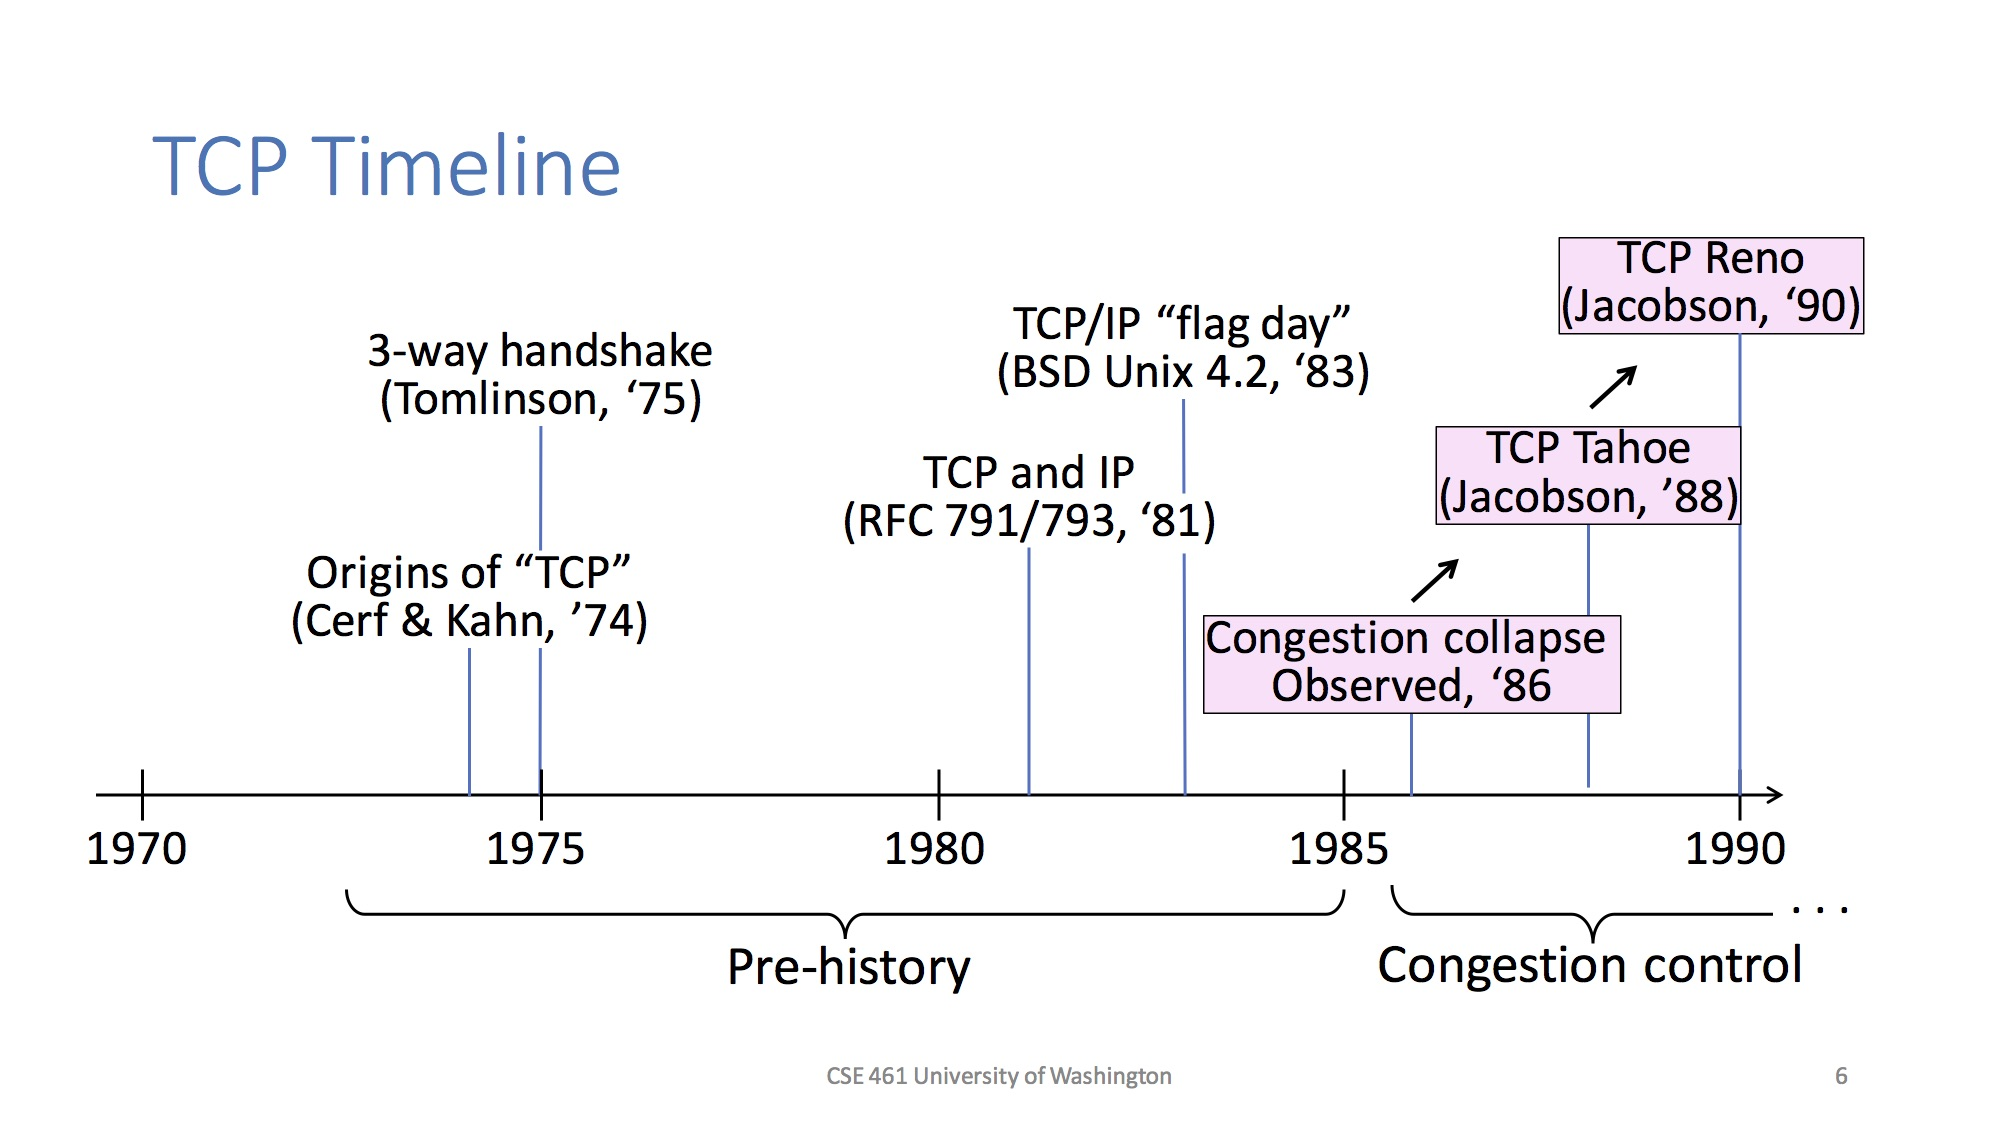 TCP Timeline
TCP Reno
(Jacobson, ‘90)
TCP/IP “flag day”
(BSD Unix 4.2, ‘83)
3-way handshake
(Tomlinson, ‘75)
TCP Tahoe
(Jacobson, ’88)
TCP and IP
(RFC 791/793, ‘81)
Origins of “TCP”
(Cerf & Kahn, ’74)
Congestion collapse
Observed, ‘86
1970 1975 1980 1985 1990
. . .
Pre-history Congestion control
CSE 461 University of Washington 6